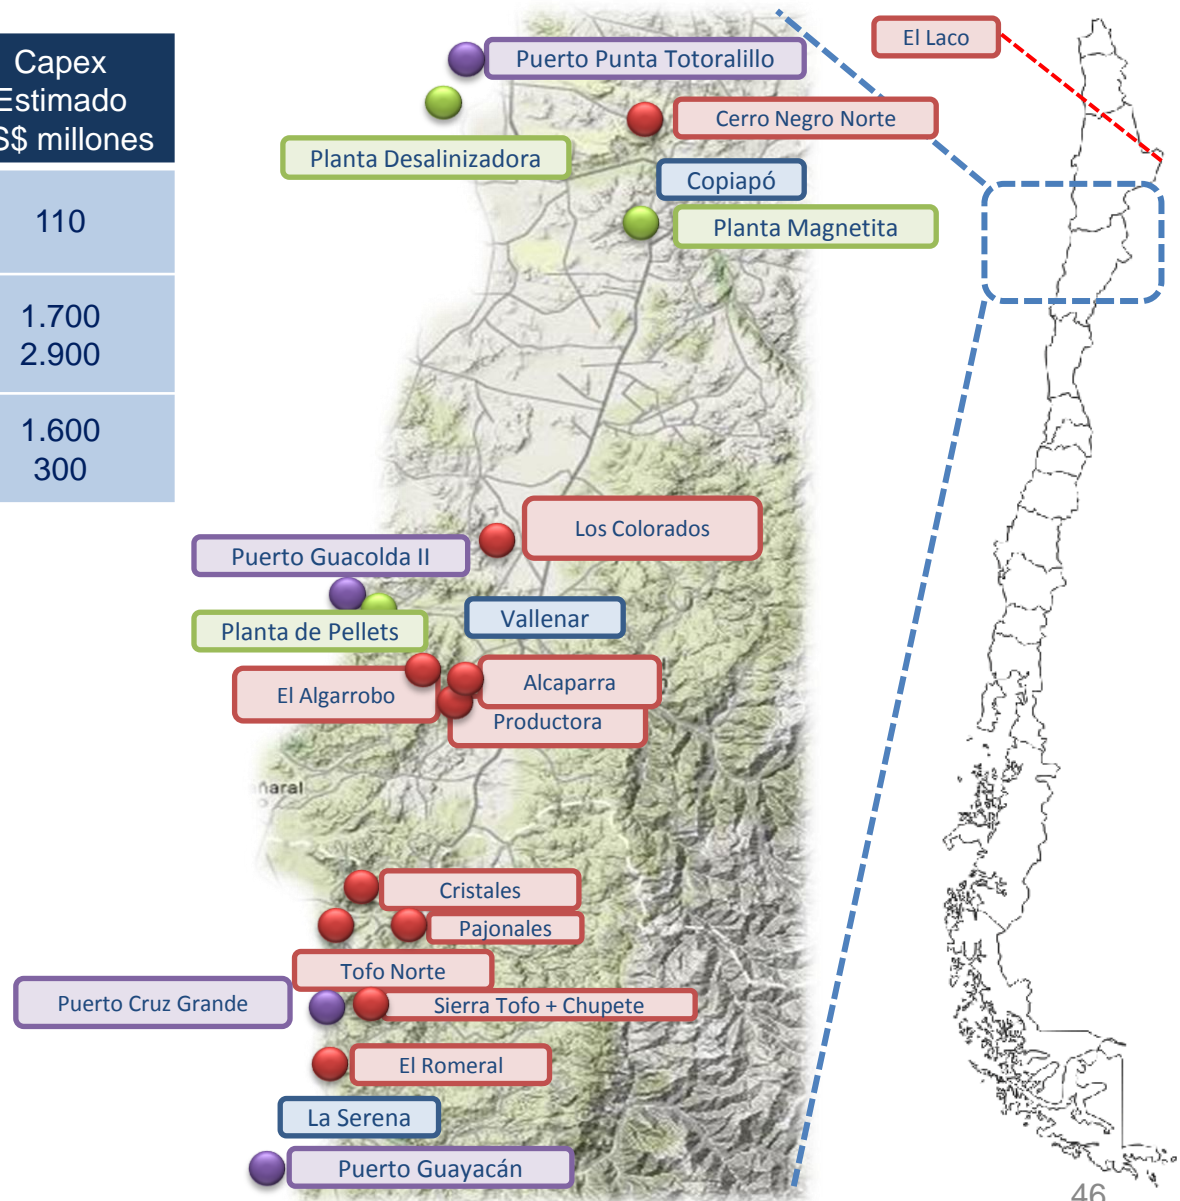 Capex
Estimado
S$ millones
110
1.700
2.900
1.600
300
El Laco
Puerto Punta Totoralillo
Cerro Negro Norte
Planta Desalinizadora
Copiapó
Planta Magnetita
Los Colorados
Puerto Guacolda II
Vallenar
Planta de Pellets
Alcaparra
El Algarrobo
Productora
ñaral
Cristales
Pajonales
Tofo Norte
Puerto Cruz Grande
Sierra Tofo + Chupete
El Romeral
La Serena
Puerto Guayacán
46